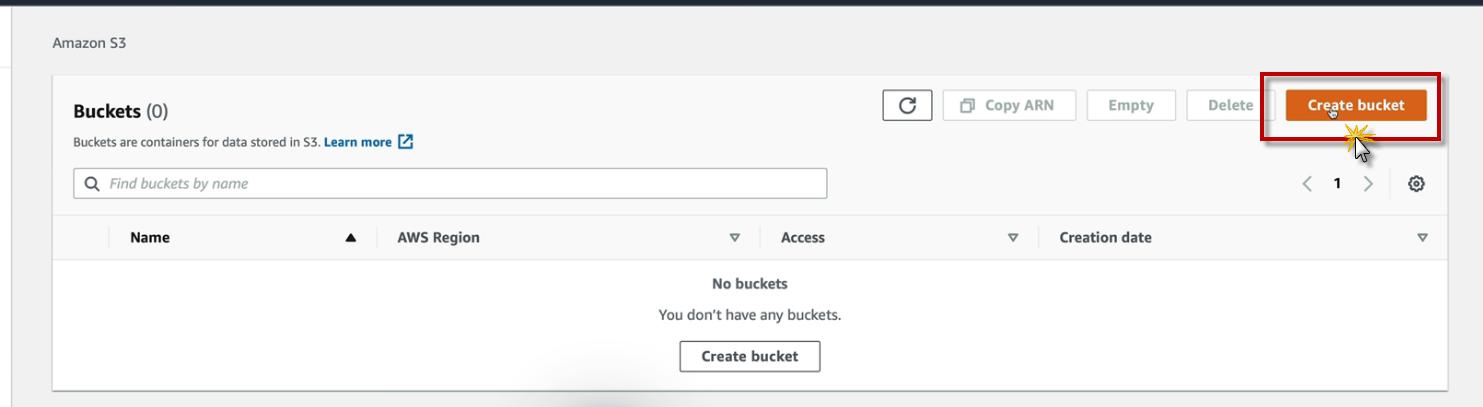 Amazon S3
Buckets (0)
Copy ARN
Empty
Delete
Create bucket
Buckets are containers for data stored in S3. Learn more
Find buckets by name
1
Name
AWS Region
Access
Creation date
No buckets
You don't have any buckets.
Create bucket